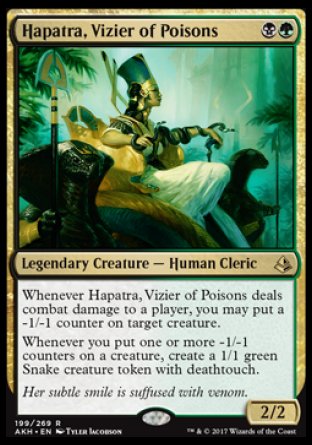 Hapatra, Vizier of Poisons
Legendary Creature — Human Cleric
Whenever Hapatra, Vizier of Poisons deals
combat damage to a player, you may put a
-1/-1 counter on target creature.
Whenever you put one or more -1/-1
counters on a creature, create a 1/1 green
Snake creature token with deathtouch.
Her subtle smile is suffused with venom.
2/2
199/269 R
AKH • EN Tyler Jacobson
™ & © 2017 Wizards of the Coast